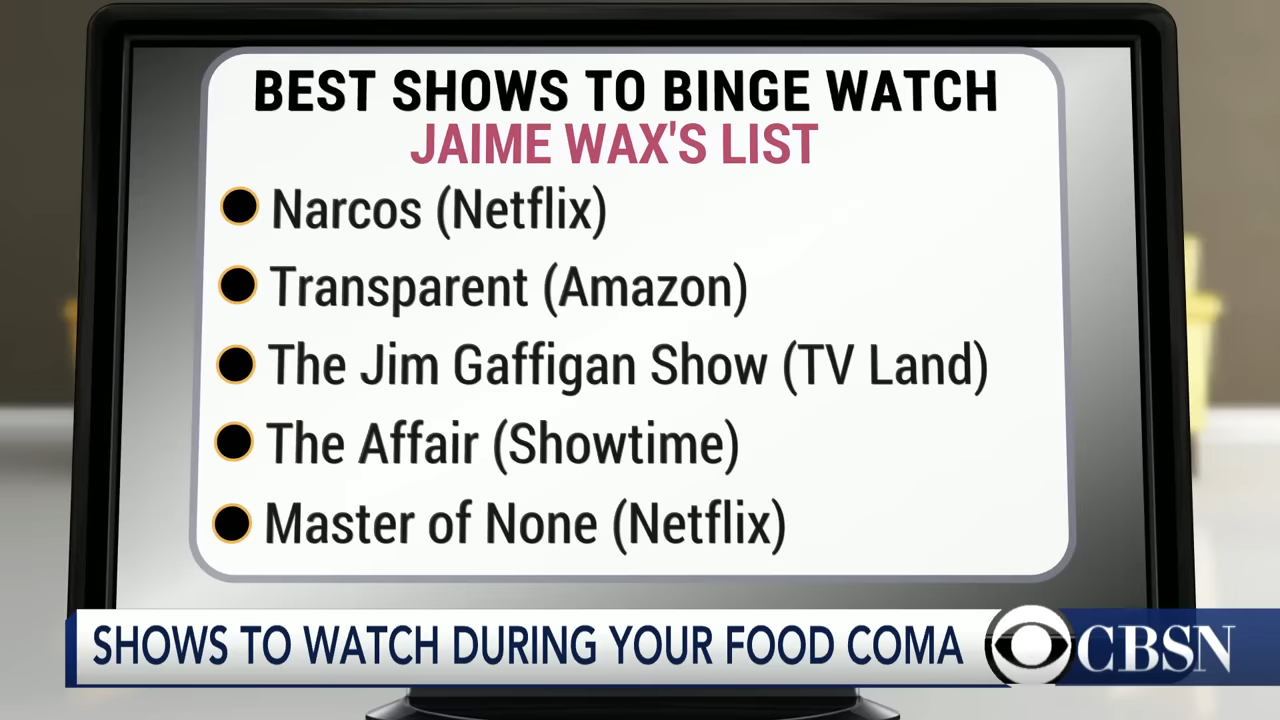 BEST SHOWS TO BINGE WATCH
JAIME WAX'S LIST
Narcos (Netflix)
Transparent (Amazon)
The Jim Gaffigan Show (TV Land)
The Affair (Showtime)
Master of None (Netflix)
SHOWS TO WATCH DURING YOUR FOOD COMA
CBSN